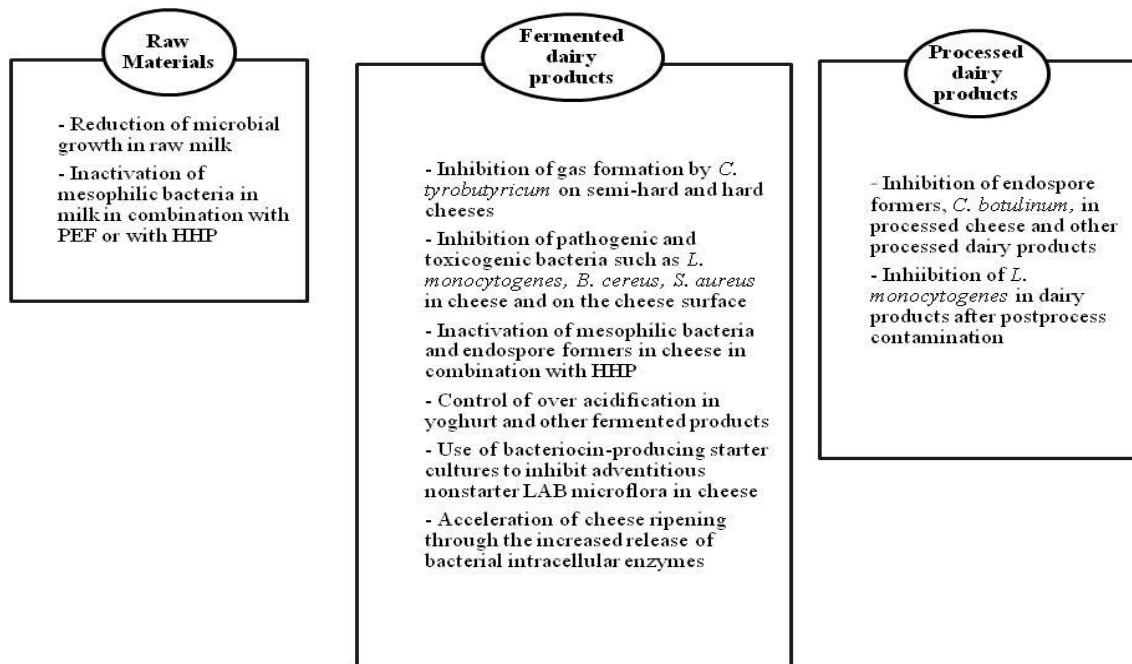 Raw
Materials
- Reduction of microbial
growth in raw milk
- Inactivation of
mesophilic bacteria in
milk in combination with
PEF or with HHP
Fermented
dairy
products
- Inhibition of gas formation by C.
tyrobutyricum on semi-hard and hard
cheeses
- Inhibition of pathogenic and
toxicogenic bacteria such as L.
monocytogenes, B. cereus, S. aureus
in cheese and on the cheese surface
- Inactivation of mesophilic bacteria
and endospore formers in cheese in
combination with HHP
- Control of over acidification in
yoghurt and other fermented products
- Use of bacteriocin-producing starter
cultures to inhibit adventitious
nonstarter LAB microflora in cheese
- Acceleration of cheese ripening
through the increased release of
bacterial intracellular enzymes
Processed
dairy
products
- Inhibition of endospore
formers, C. botulinum, in
processed cheese and other
processed dairy products
- Inhiibition of L.
monocytogenes in dairy
products after postprocess
contamination